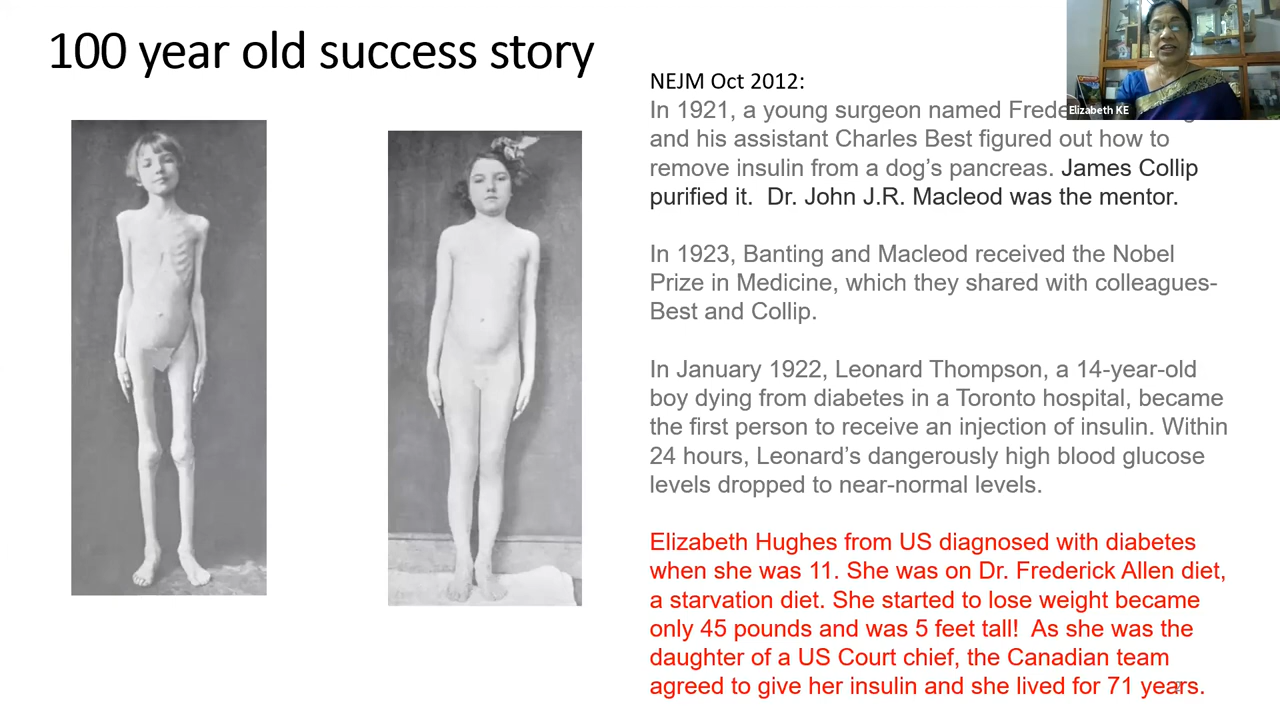 100 year old success story
NEJM Oct 2012:
In 1921, a young surgeon named Frede
and his assistant Charles Best figured out how to
remove insulin from a dog’s pancreas. James Collip
purified it.  Dr. John J.R. Macleod was the mentor.
In 1923, Banting and Macleod received the Nobel
Prize in Medicine, which they shared with colleagues-
Best and Collip.
In January 1922, Leonard Thompson, a 14-year-old
boy dying from diabetes in a Toronto hospital, became
the first person to receive an injection of insulin. Within
24 hours, Leonard’s dangerously high blood glucose
levels dropped to near-normal levels.
Elizabeth Hughes from US diagnosed with diabetes
when she was 11. She was on Dr. Frederick Allen diet,
a starvation diet. She started to lose weight became
only 45 pounds and was 5 feet tall!  As she was the
daughter of a US Court chief, the Canadian team
agreed to give her insulin and she lived for 71 years.
Elizabeth KE